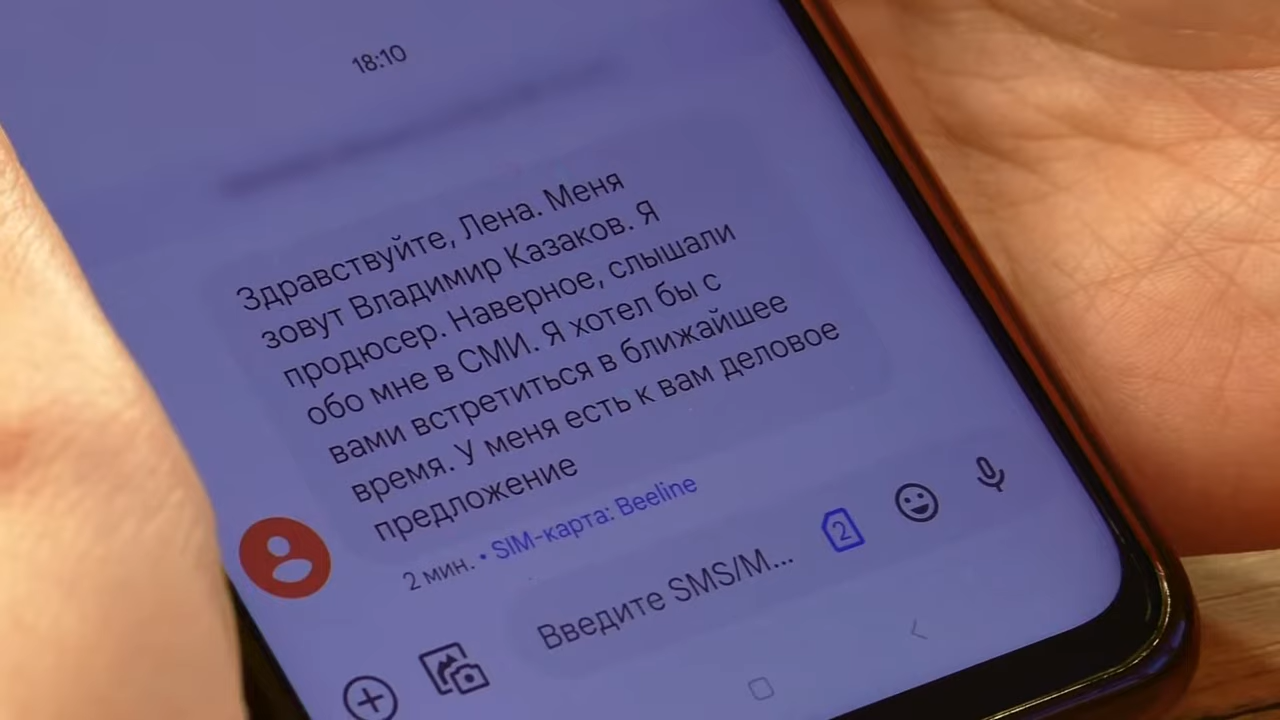 18:10
Здравствуйте, Лена. Меня
зовут Владимир Казаков. Я
продюсер. Наверное, слышали
обо мне в СМИ. Я хотел бы с
вами встретиться в ближайшее
время. У меня есть к вам деловое
предложение
2 мин. • SIM-карта: Beeline
Введите SMS/М...
2